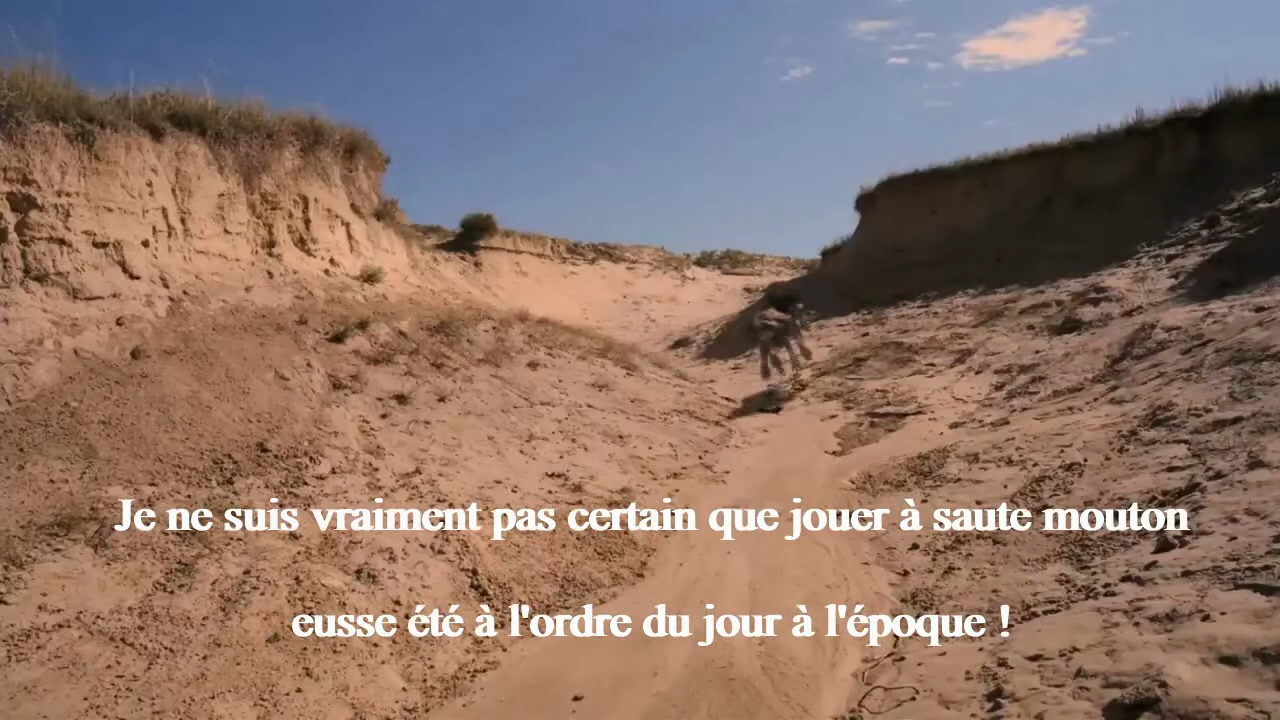 Je ne suis vraiment pas certain que jouer à saute mouton
eusse été à l'ordre du jour à l'époque !